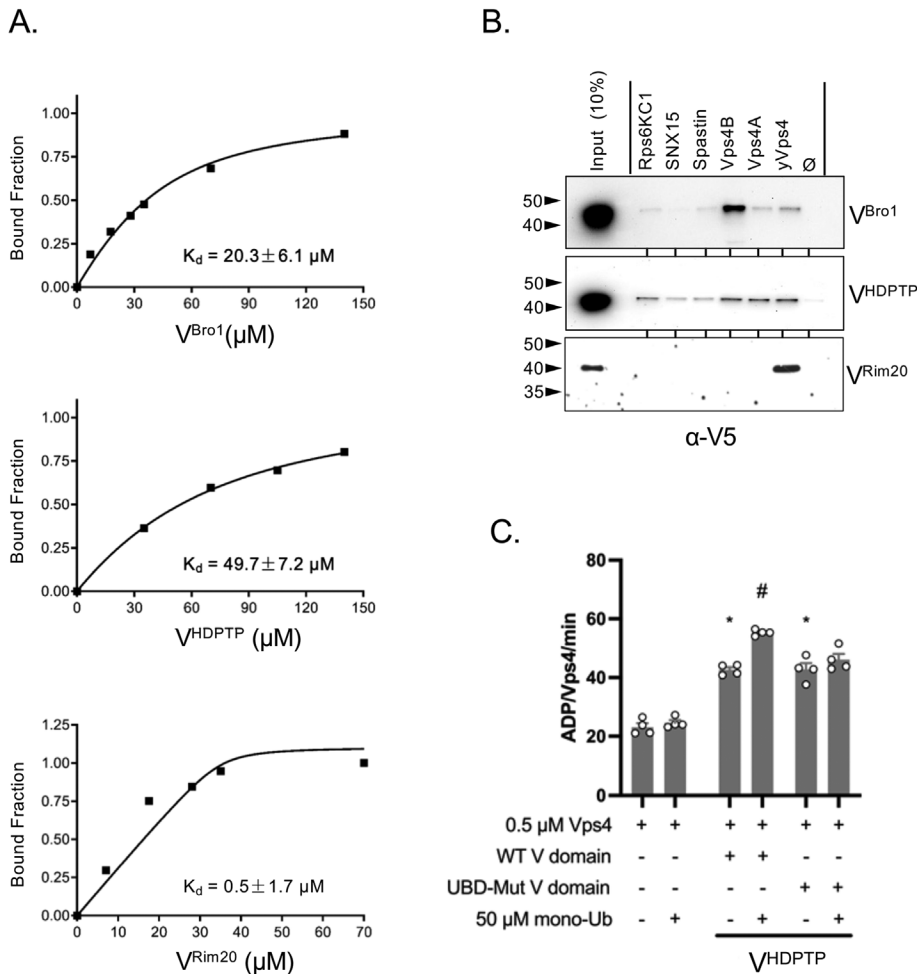 A.
Bound Fraction
1.00
0.75
0.50
0.25
0.00
K_d = 20.3±6.1 μM
0 30 60 90 120 150
V^Bro1(μM)
Bound Fraction
1.00
0.75
0.50
0.25
0.00
K_d = 49.7±7.2 μM
0 30 60 90 120 150
V^HDPTP (μM)
Bound Fraction
1.25
1.00
0.75
0.50
0.25
0.00
K_d = 0.5±1.7 μM
0 10 20 30 40 50 60 70
V^Rim20 (μM)
B.
Input (10%)
Rps6KC1
SNX15
Spastin
Vps4B
Vps4A
yVps4
Ø
50
40
V^Bro1
50
40
V^HDPTP
50
40
35
V^Rim20
α-V5
C.
ADP/Vps4/min
80
60
40
20
0
* # *
0.5 μM Vps4 + + + + + +
WT V domain - - + + - -
UBD-Mut V domain - - - - + +
50 μM mono-Ub - + - + - +
V^HDPTP